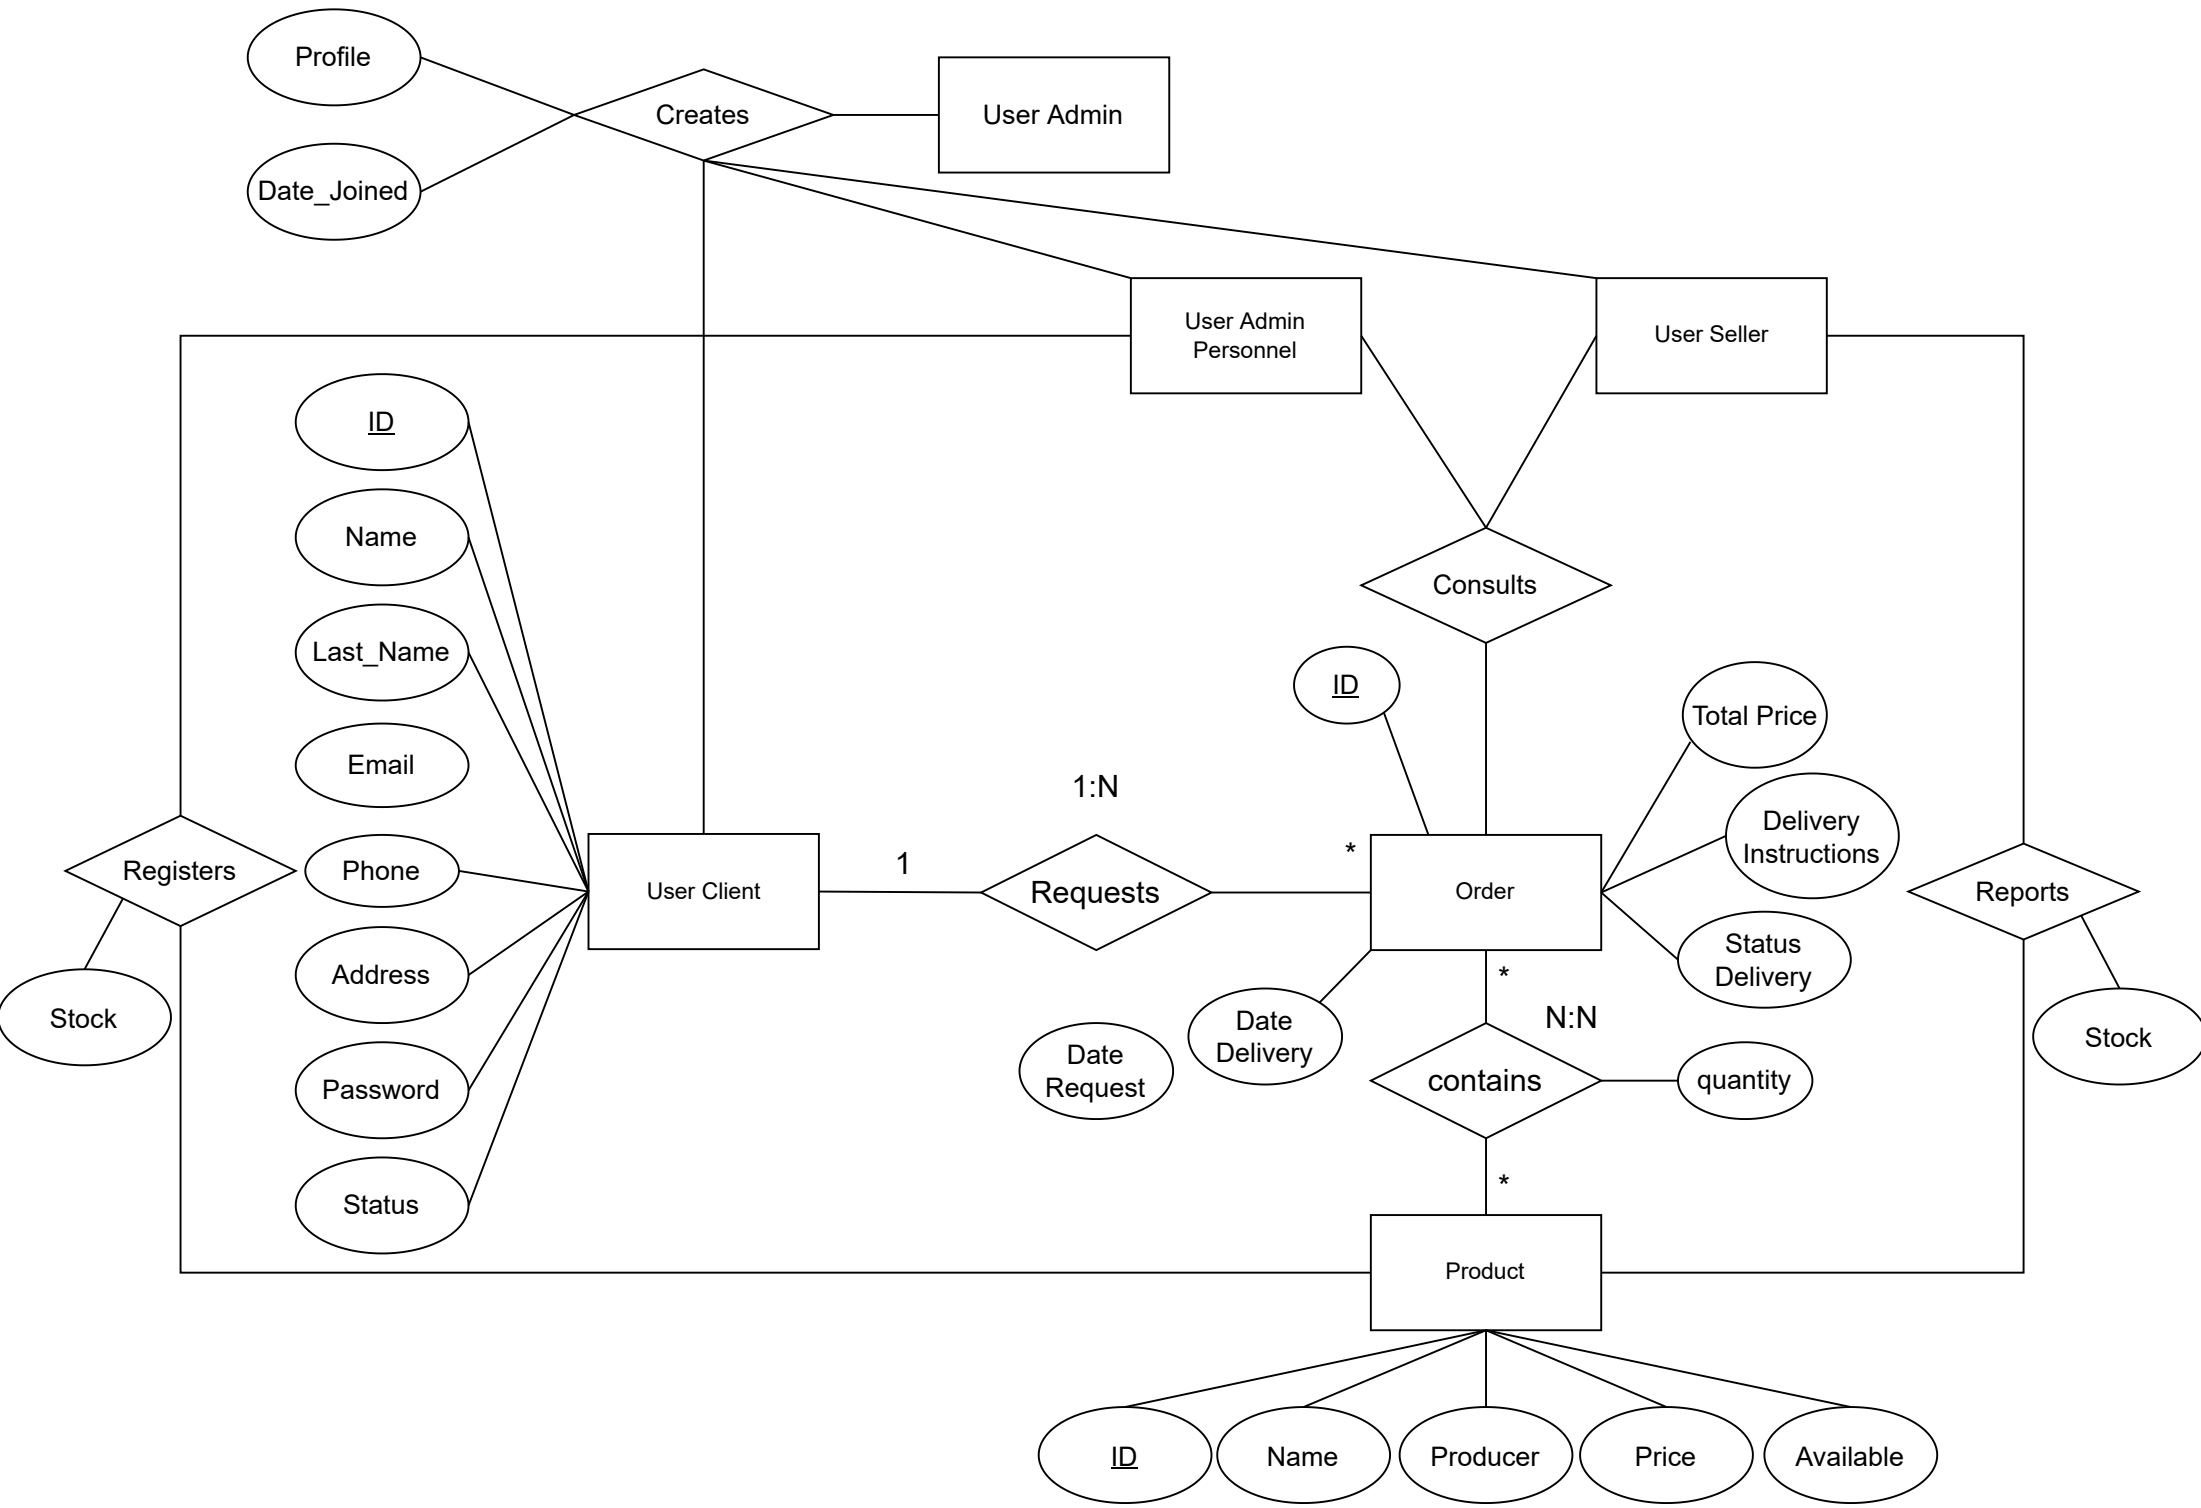 Profile
Creates
User Admin
Date_Joined
User Admin
Personnel
User Seller
ID
Name
Consults
Last_Name
ID
Total Price
Email
1:N
Delivery
Instructions
Registers
Phone
User Client
1
Requests
*
Order
Reports
Status
Delivery
Address
*
Stock
N:N
Date
Delivery
Stock
Date
Request
Password
contains
quantity
Status
*
Product
ID
Name
Producer
Price
Available